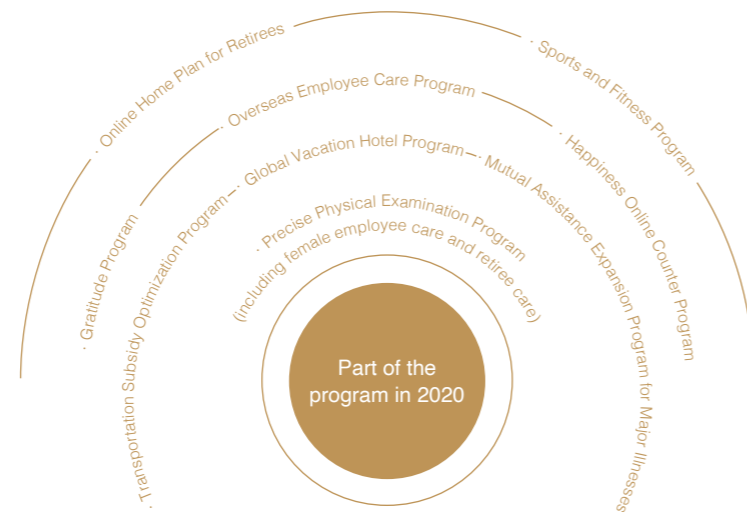 · Online Home Plan for Retirees
· Sports and Fitness Program
· Gratitude Program
· Overseas Employee Care Program
· Happiness Online Counter Program
· Transportation Subsidy Optimization Program
· Global Vacation Hotel Program
· Mutual Assistance Expansion Program for Major Illnesses
· Precise Physical Examination Program
(including female employee care and retiree care)
Part of the
program in 2020